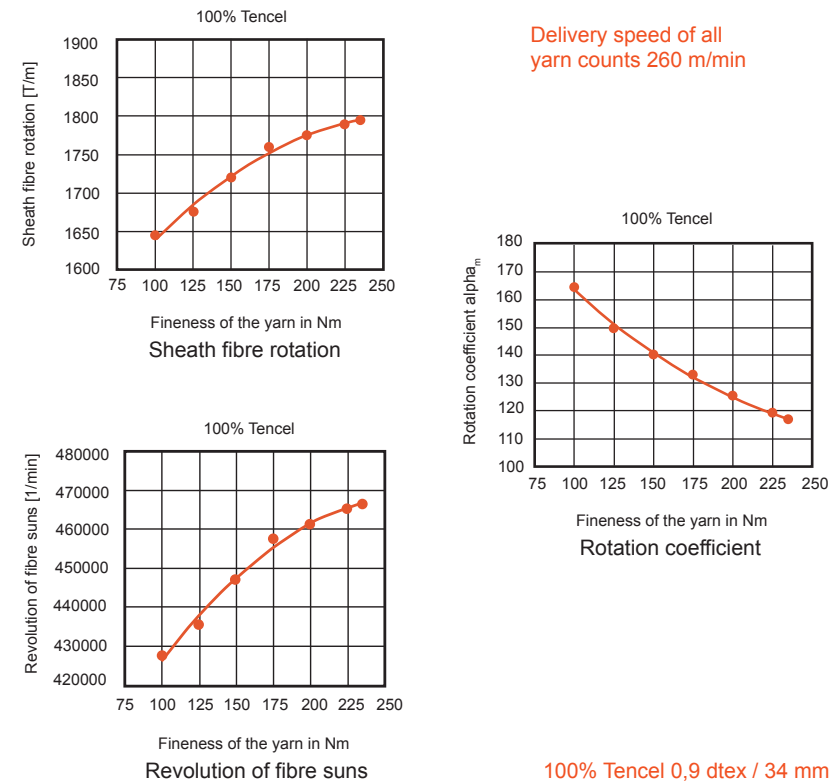 100% Tencel
1900
1850
1800
1750
1700
1650
1600
Sheath fibre rotation [T/m]
75 100 125 150 175 200 225 250
Fineness of the yarn in Nm
Sheath fibre rotation
Delivery speed of all
yarn counts 260 m/min
100% Tencel
180
170
160
150
140
130
120
110
100
Rotation coefficient alphaₘ
75 100 125 150 175 200 225 250
Fineness of the yarn in Nm
Rotation coefficient
100% Tencel
480000
470000
460000
450000
440000
430000
420000
Revolution of fibre suns [1/min]
75 100 125 150 175 200 225 250
Fineness of the yarn in Nm
Revolution of fibre suns
100% Tencel 0,9 dtex / 34 mm